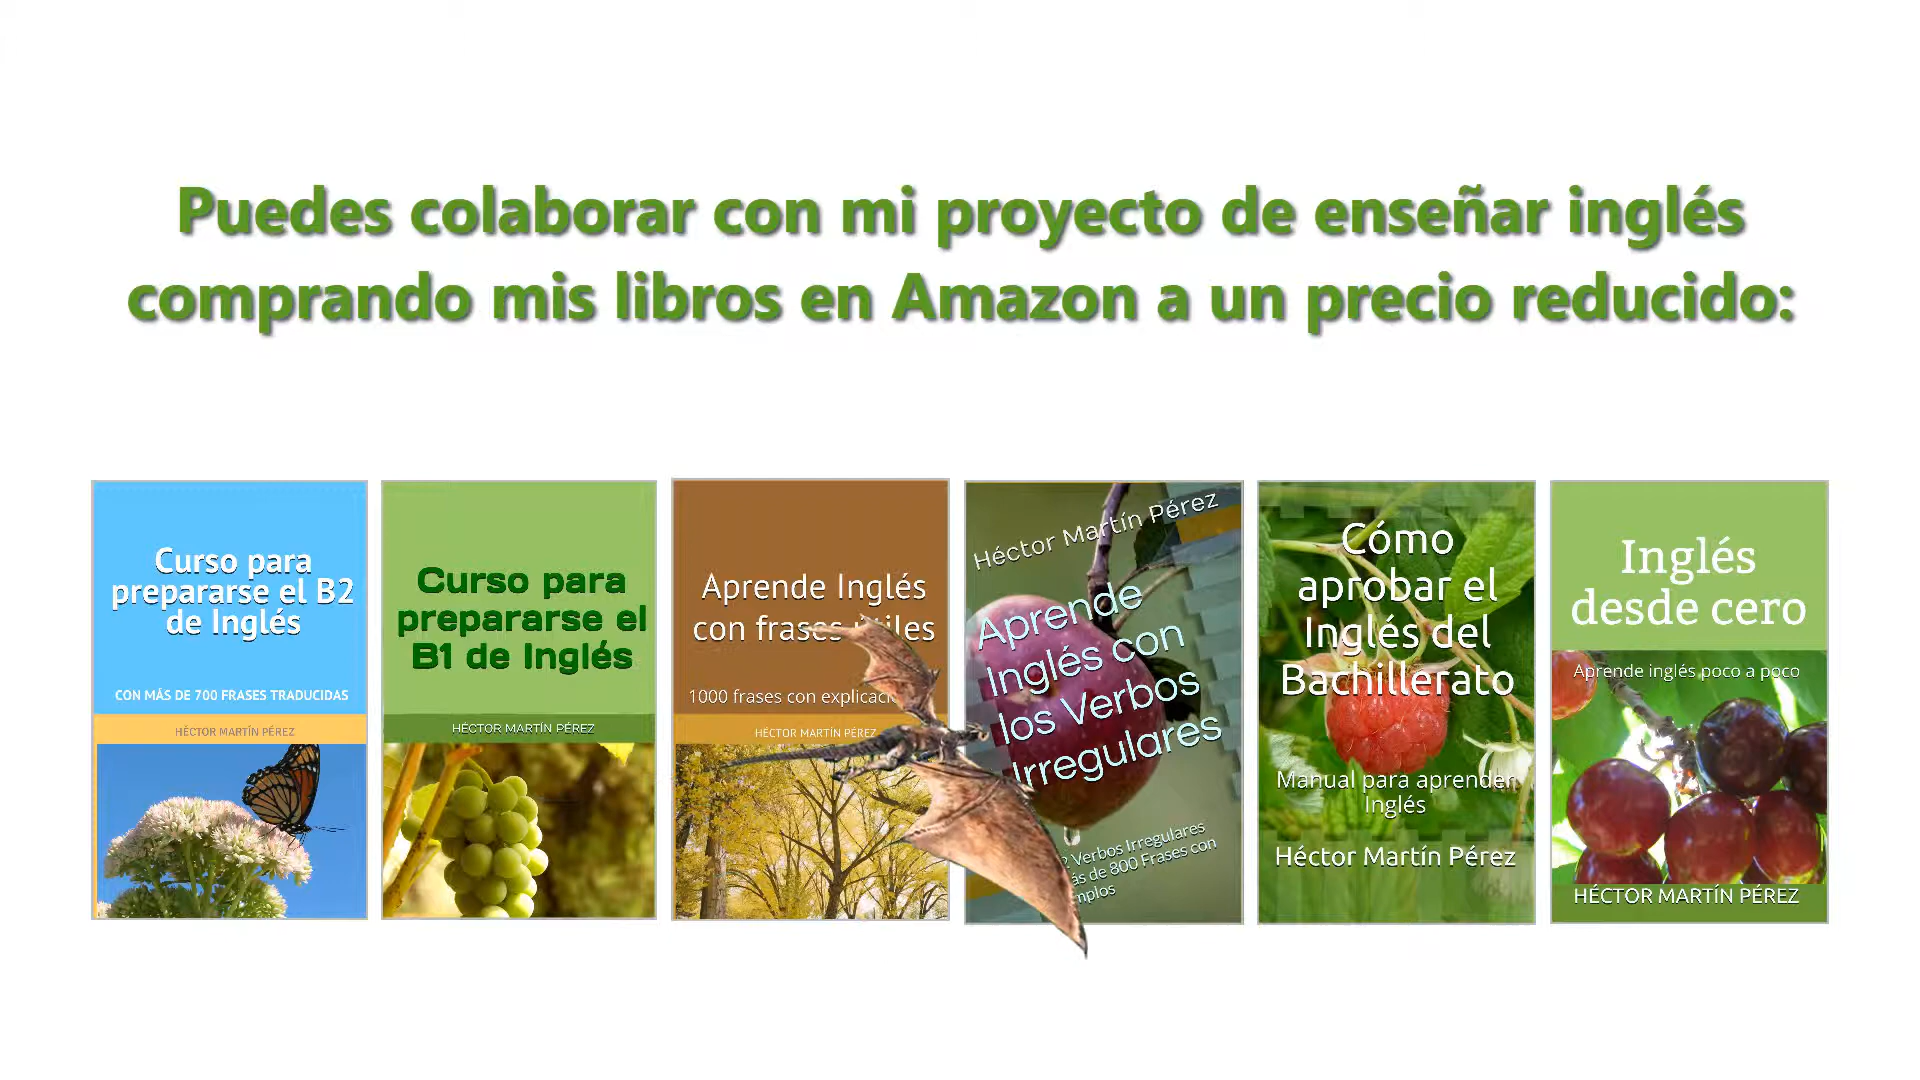 Puedes colaborar con mi proyecto de enseñar inglés
comprando mis libros en Amazon a un precio reducido:
Curso para
prepararse el B2
de Inglés
CON MÁS DE 700 FRASES TRADUCIDAS
HÉCTOR MARTÍN PÉREZ
Curso para
prepararse el
B1 de Inglés
HÉCTOR MARTÍN PÉREZ
Aprende Inglés
con frases útiles
1000 frases con
HÉCTOR MARTÍN PÉREZ
Héctor Martín Pérez
Aprende
Inglés con
los Verbos
Irregulares
Verbos Irregulares
de 800 Frases con
Cómo
aprobar el
Inglés del
Bachillerato
Manual para aprender
Inglés
Héctor Martín Pérez
Inglés
desde cero
Aprende inglés poco a poco
HÉCTOR MARTÍN PÉREZ